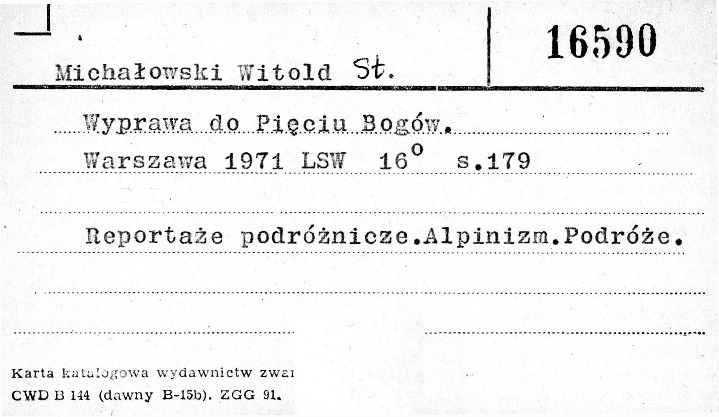 16590
Michałowski Witold St.
Wyprawa do Pięciu Bogów.
Warszawa 1971 LSW 16° s.179
Reportaże podróżnicze.Alpinizm.Podróże.
Karta katalogowa wydawnictw zwar
CWD B 144 (dawny B-15b). ZGG 91.